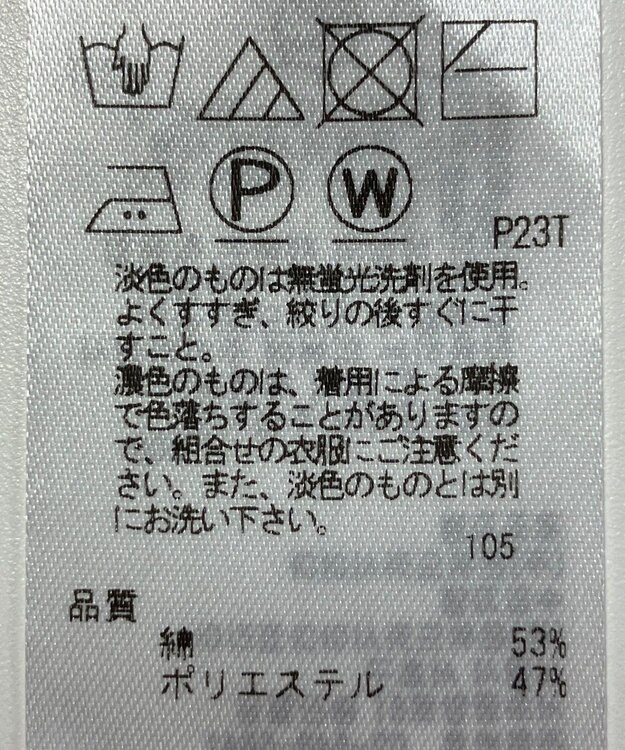 P W
P23T
淡色のものは無蛍光洗剤を使用。
よくすすぎ、絞りの後すぐに干
すこと。
濃色のものは、着用による摩擦
で色落ちすることがありますの
で、組合せの衣服にご注意くだ
さい。また、淡色のものとは別
にお洗い下さい。
105
品質
綿 53%
ポリエステル 47%